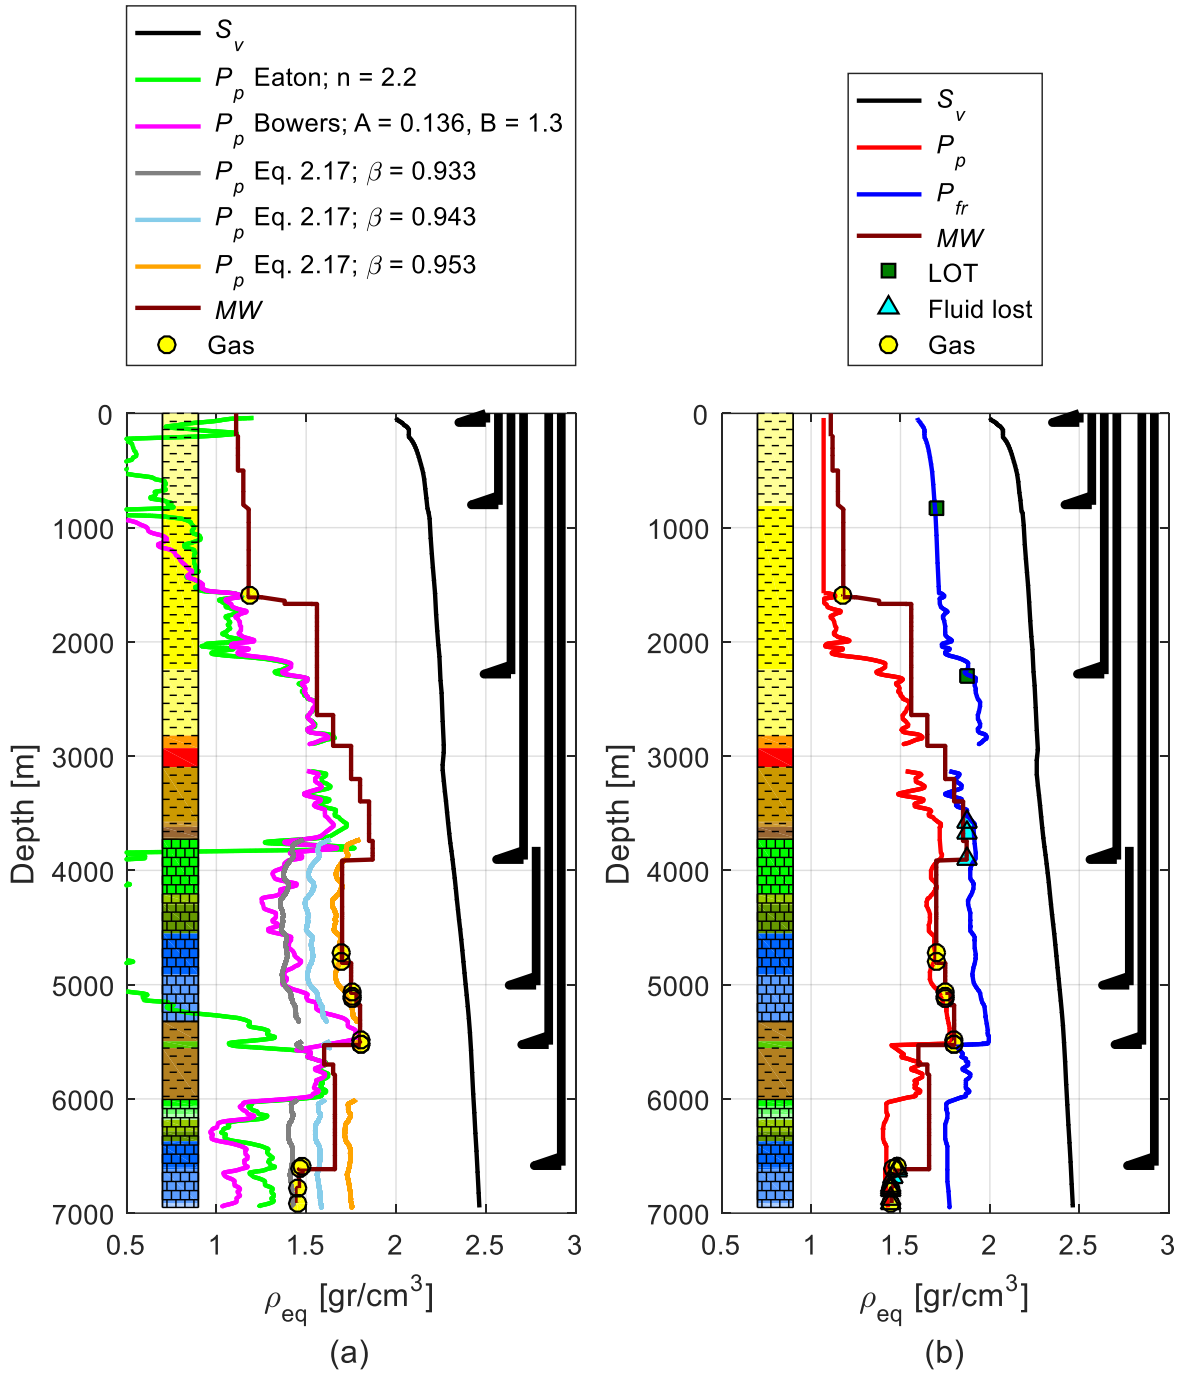 S_v
P_p Eaton; n = 2.2
P_p Bowers; A = 0.136, B = 1.3
P_p Eq. 2.17; β = 0.933
P_p Eq. 2.17; β = 0.943
P_p Eq. 2.17; β = 0.953
MW
Gas
S_v
P_p
P_fr
MW
LOT
Fluid lost
Gas
0
1000
2000
3000
4000
5000
6000
7000
Depth [m]
0.5 1 1.5 2 2.5 3
ρ_eq [gr/cm^3]
(a)
0
1000
2000
3000
4000
5000
6000
7000
Depth [m]
0.5 1 1.5 2 2.5 3
ρ_eq [gr/cm^3]
(b)